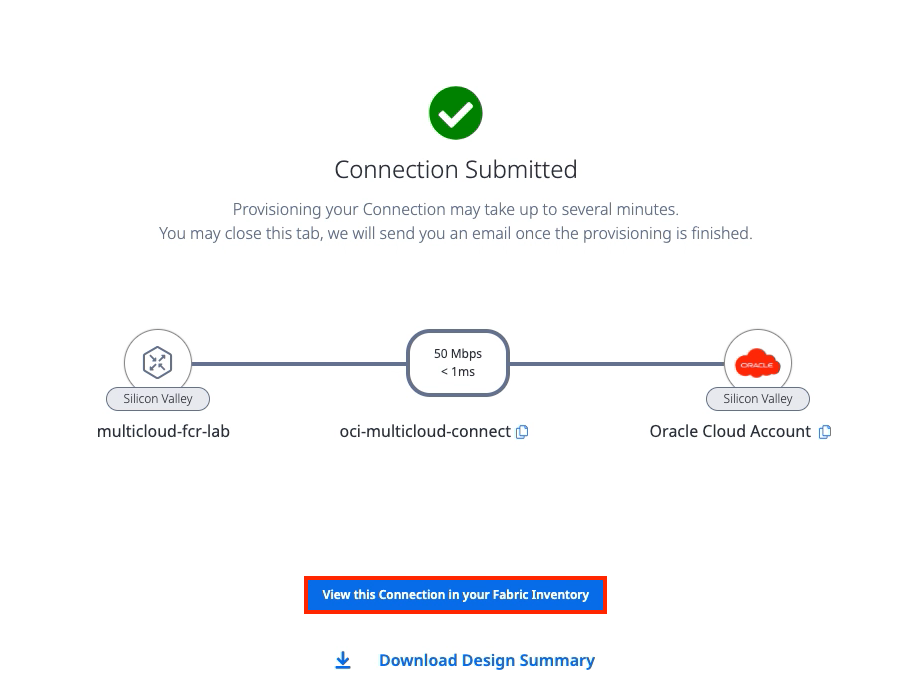 Connection Submitted
Provisioning your Connection may take up to several minutes.
You may close this tab, we will send you an email once the provisioning is finished.
50 Mbps
< 1ms
ORACLE
Silicon Valley
Silicon Valley
multicloud-fcr-lab
oci-multicloud-connect
Oracle Cloud Account
View this Connection in your Fabric Inventory
Download Design Summary